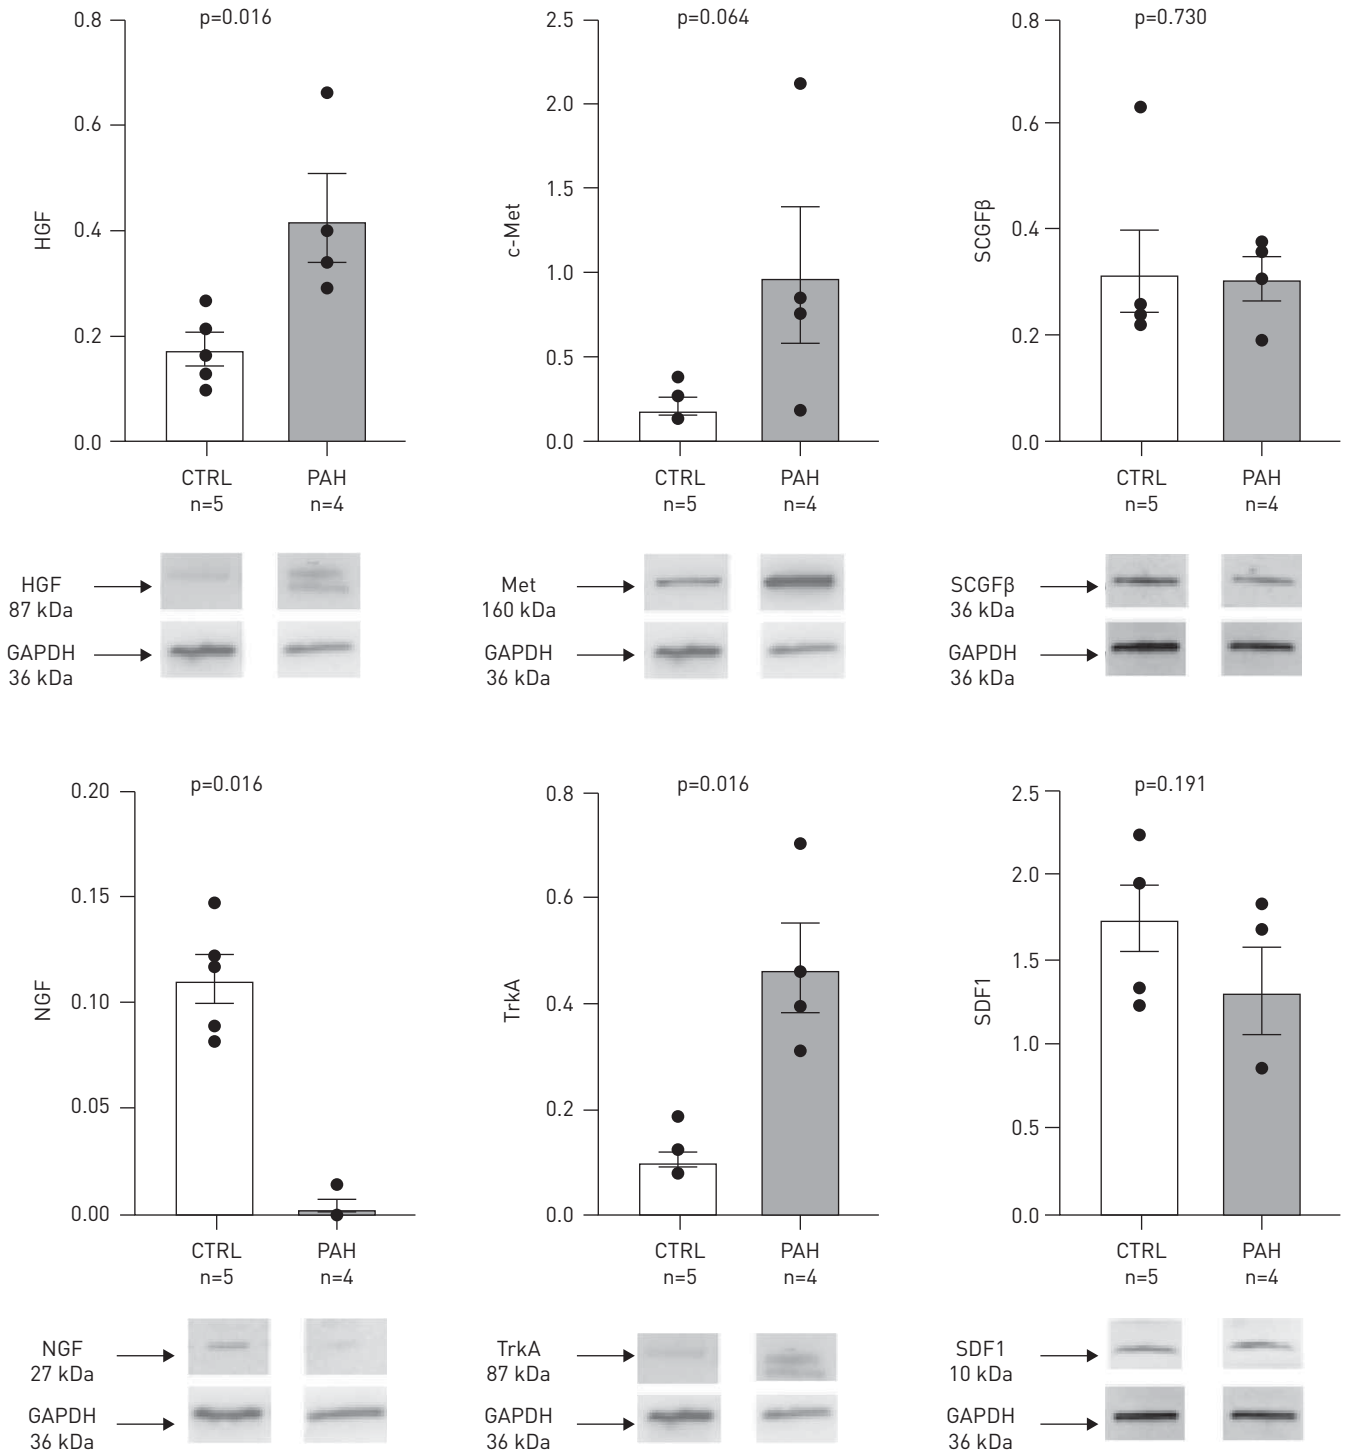 p=0.016
0.8
0.6
0.4
0.2
0.0
HGF
CTRL
n=5
PAH
n=4
HGF
87 kDa
GAPDH
36 kDa
p=0.064
2.5
2.0
1.5
1.0
0.5
0.0
c-Met
CTRL
n=5
PAH
n=4
Met
160 kDa
GAPDH
36 kDa
p=0.730
0.8
0.6
0.4
0.2
0.0
SCGFβ
CTRL
n=5
PAH
n=4
SCGFβ
36 kDa
GAPDH
36 kDa
p=0.016
0.20
0.15
0.10
0.05
0.00
NGF
CTRL
n=5
PAH
n=4
NGF
27 kDa
GAPDH
36 kDa
p=0.016
0.8
0.6
0.4
0.2
0.0
TrkA
CTRL
n=5
PAH
n=4
TrkA
87 kDa
GAPDH
36 kDa
p=0.191
2.5
2.0
1.5
1.0
0.5
0.0
SDF1
CTRL
n=5
PAH
n=4
SDF1
10 kDa
GAPDH
36 kDa